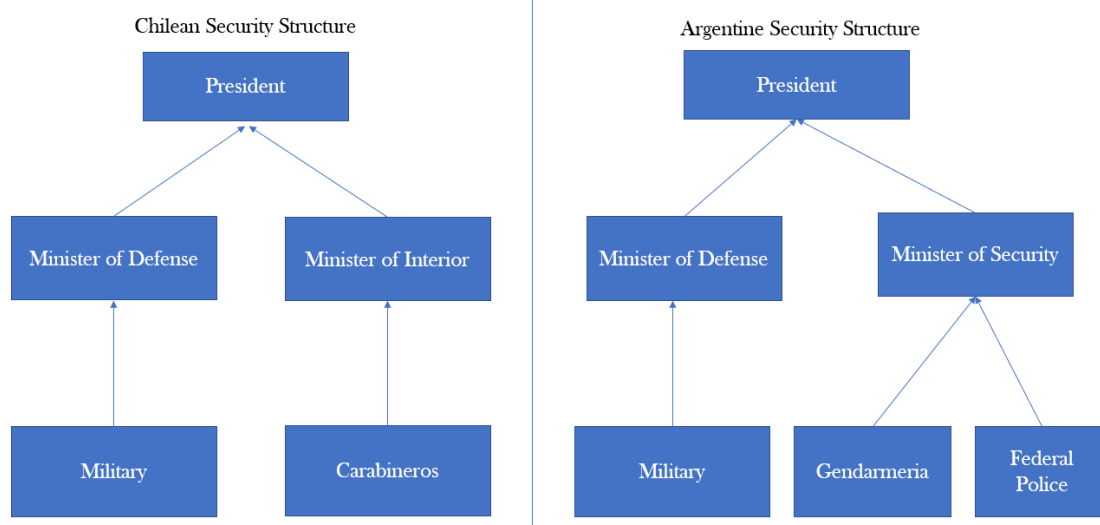 Chilean Security Structure
President
Minister of Defense
Minister of Interior
Military
Carabineros
Argentine Security Structure
President
Minister of Defense
Minister of Security
Military
Gendarmeria
Federal
Police